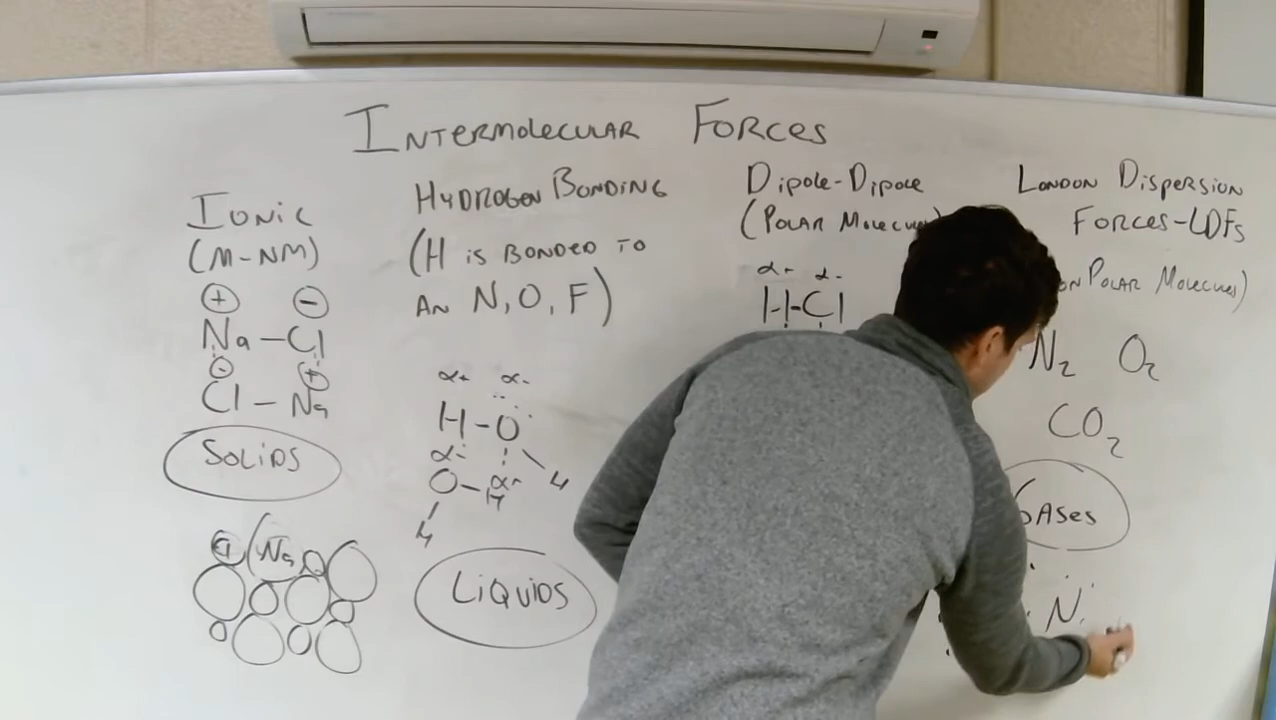 INTERMOLECULAR FORCES
IONIC
(M-NM)
+ -
Na-Cl
- +
Cl-Na
SOLIDS
Cl Na
HYDROGEN BONDING
(H IS BONDED TO
AN N, O, F)
α+ α-
H-O
α- H
O-H α+
H
LIQUIDS
DIPOLE-DIPOLE
(POLAR
α+ α-
H-Cl
LONDON DISPERSION
FORCES-LDFs
POLAR MOLECULES)
N2 O2
CO2
GASES
N